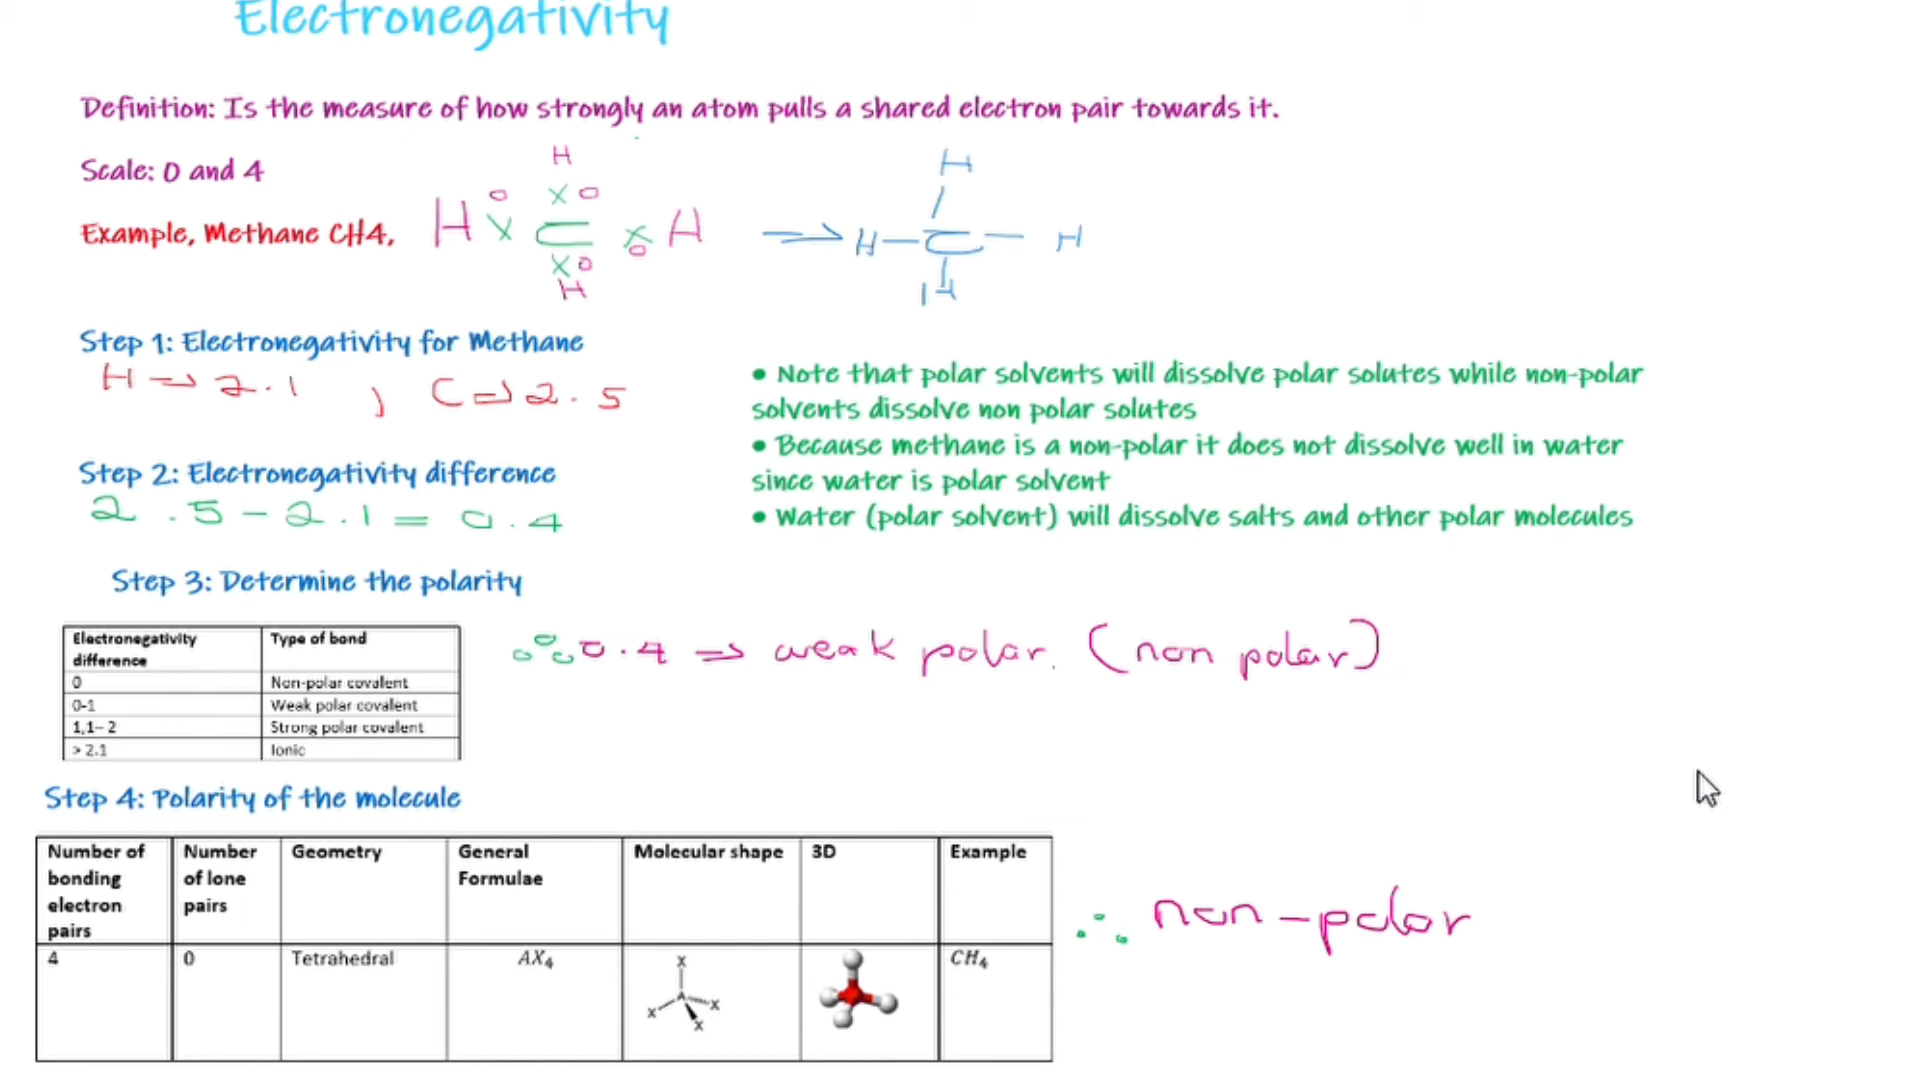 Electronegativity
Definition: Is the measure of how strongly an atom pulls a shared electron pair towards it.
Scale: 0 and 4
Example, Methane CH4,
H
xo
H ox C xo H
xo
H
→
H
H-C-H
H
Step 1: Electronegativity for Methane
H → 2.1 , C → 2.5
Step 2: Electronegativity difference
2.5 - 2.1 = 0.4
• Note that polar solvents will dissolve polar solutes while non-polar
solvents dissolve non polar solutes
• Because methane is a non-polar it does not dissolve well in water
since water is polar solvent
• Water (polar solvent) will dissolve salts and other polar molecules
Step 3: Determine the polarity
Electronegativity difference | Type of bond
0 | Non-polar covalent
0-1 | Weak polar covalent
1,1– 2 | Strong polar covalent
> 2.1 | Ionic
∴ 0.4 → weak polar. (non polar)
Step 4: Polarity of the molecule
Number of bonding electron pairs | Number of lone pairs | Geometry | General Formulae | Molecular shape | 3D | Example
4 | 0 | Tetrahedral | AX₄ | X A X X X | CH₄
∴ non-polar